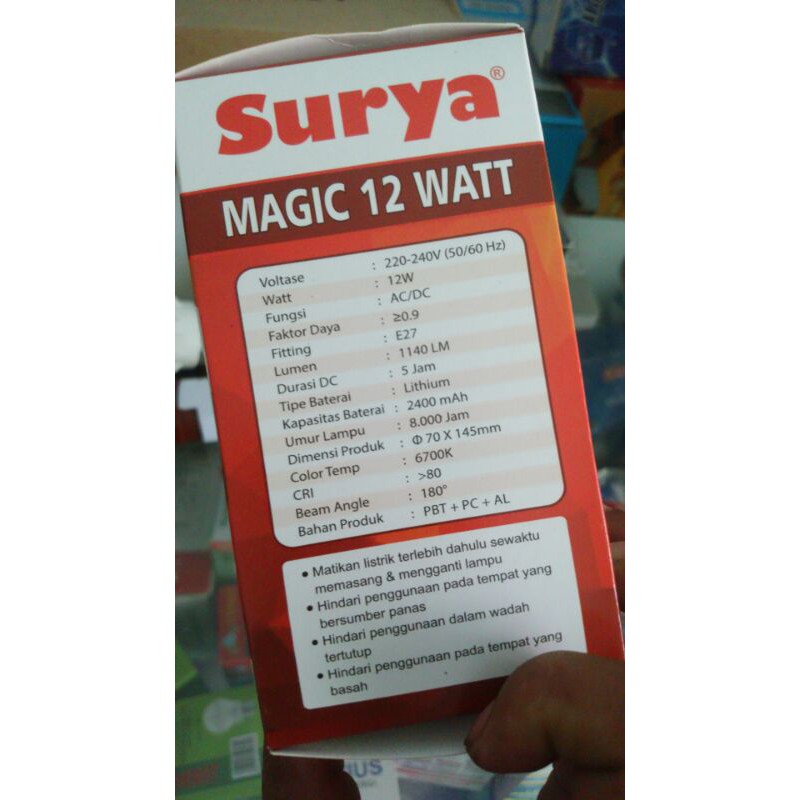 Surya®
MAGIC 12 WATT
Voltase : 220-240V (50/60 Hz)
Watt : 12W
Fungsi : AC/DC
Faktor Daya : ≥0.9
Fitting : E27
Lumen : 1140 LM
Durasi DC : 5 Jam
Tipe Baterai : Lithium
Kapasitas Baterai : 2400 mAh
Umur Lampu : 8.000 Jam
Dimensi Produk : Φ 70 X 145mm
Color Temp : 6700K
CRI : >80
Beam Angle : 180°
Bahan Produk : PBT + PC + AL
• Matikan listrik terlebih dahulu sewaktu
memasang & mengganti lampu
• Hindari penggunaan pada tempat yang
bersumber panas
• Hindari penggunaan dalam wadah
tertutup
• Hindari penggunaan pada tempat yang
basah